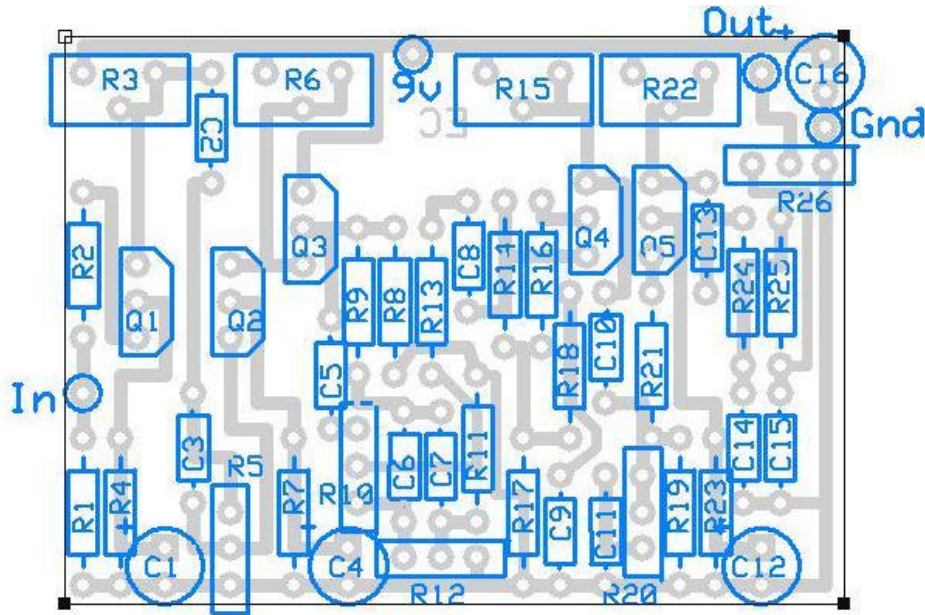 Out+
R3
R6
9v
R15
R22
C16
EC
Gnd
C2
R26
R2
Q3
C8
R14
R16
Q4
Q5
C13
R24
R25
Q1
Q2
R9
R8
R13
R18
C10
R21
In
C5
C3
R5
C6
C7
R11
C14
C15
R1
R4
R7
R10
R17
C9
C11
R19
R23
+
+
+
C1
C4
R12
R20
C12